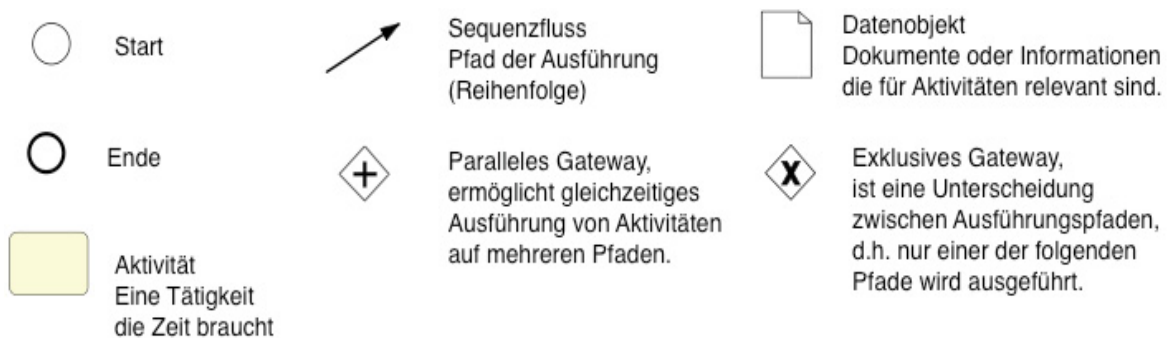 Start
Sequenzfluss
Pfad der Ausführung
(Reihenfolge)
Datenobjekt
Dokumente oder Informationen
die für Aktivitäten relevant sind.
Ende
Paralleles Gateway,
ermöglicht gleichzeitiges
Ausführung von Aktivitäten
auf mehreren Pfaden.
X
Exklusives Gateway,
ist eine Unterscheidung
zwischen Ausführungspfaden,
d.h. nur einer der folgenden
Pfade wird ausgeführt.
Aktivität
Eine Tätigkeit
die Zeit braucht